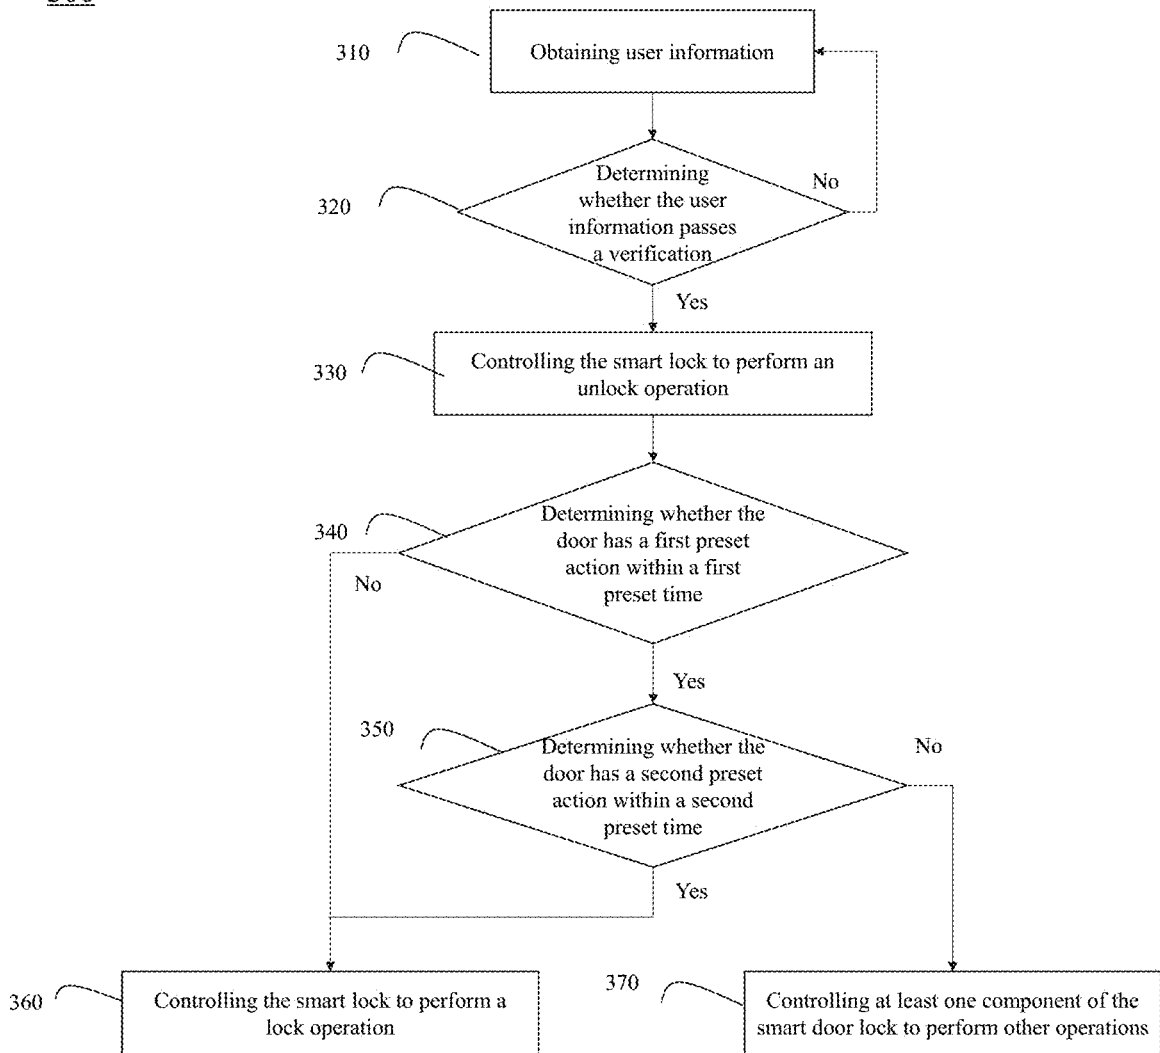 310
Obtaining user information
320
Determining
whether the user
information passes
a verification
No
Yes
330
Controlling the smart lock to perform an
unlock operation
340
Determining whether the
door has a first preset
action within a first
preset time
No
Yes
350
Determining whether the
door has a second preset
action within a second
preset time
No
Yes
360
Controlling the smart lock to perform a
lock operation
370
Controlling at least one component of the
smart door lock to perform other operations